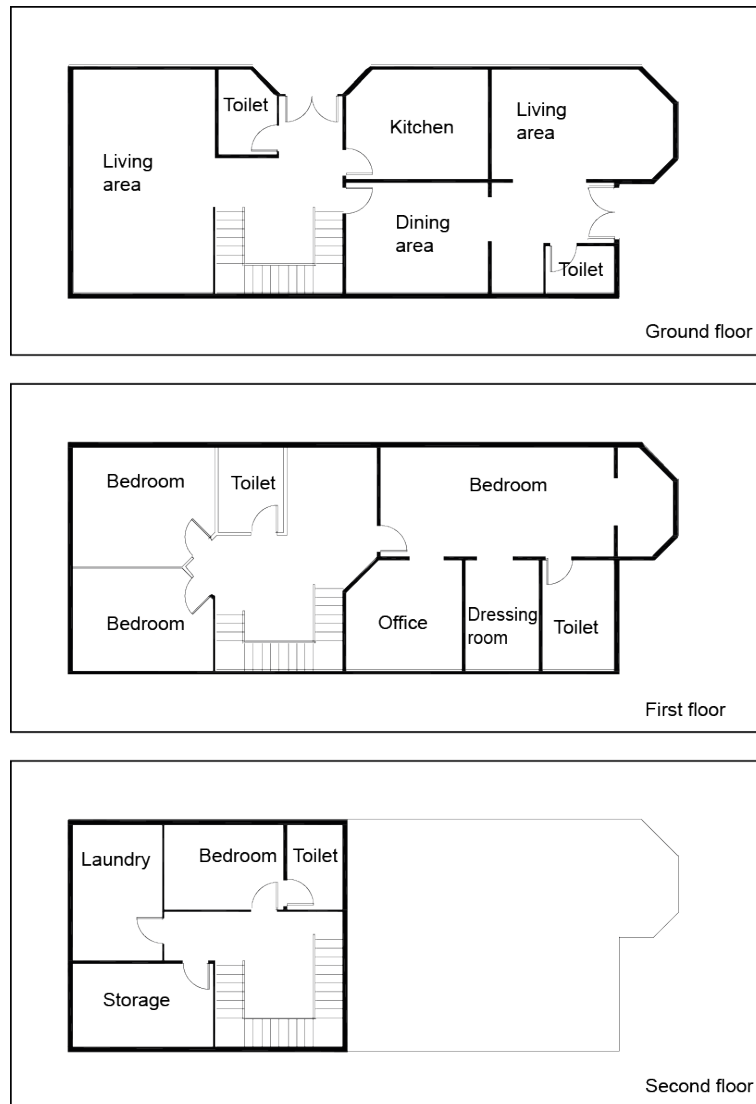 Toilet
Kitchen
Living
area
Living
area
Dining
area
Toilet
Ground floor
Bedroom
Toilet
Bedroom
Bedroom
Office
Dressing
room
Toilet
First floor
Laundry
Bedroom
Toilet
Storage
Second floor